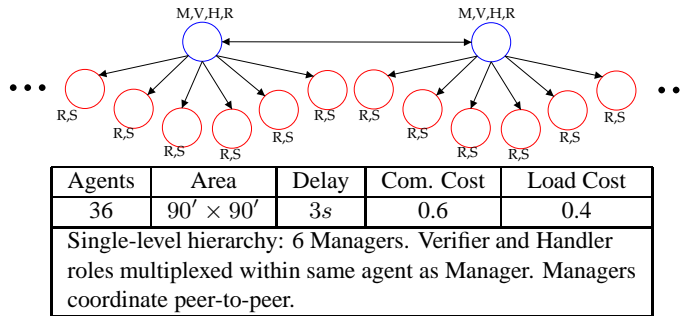 M,V,H,R M,V,H,R
R,S R,S R,S R,S R,S R,S R,S R,S R,S R,S R,S R,S
Agents Area Delay Com. Cost Load Cost
36 90′ × 90′ 3s 0.6 0.4
Single-level hierarchy: 6 Managers. Verifier and Handler
roles multiplexed within same agent as Manager. Managers
coordinate peer-to-peer.